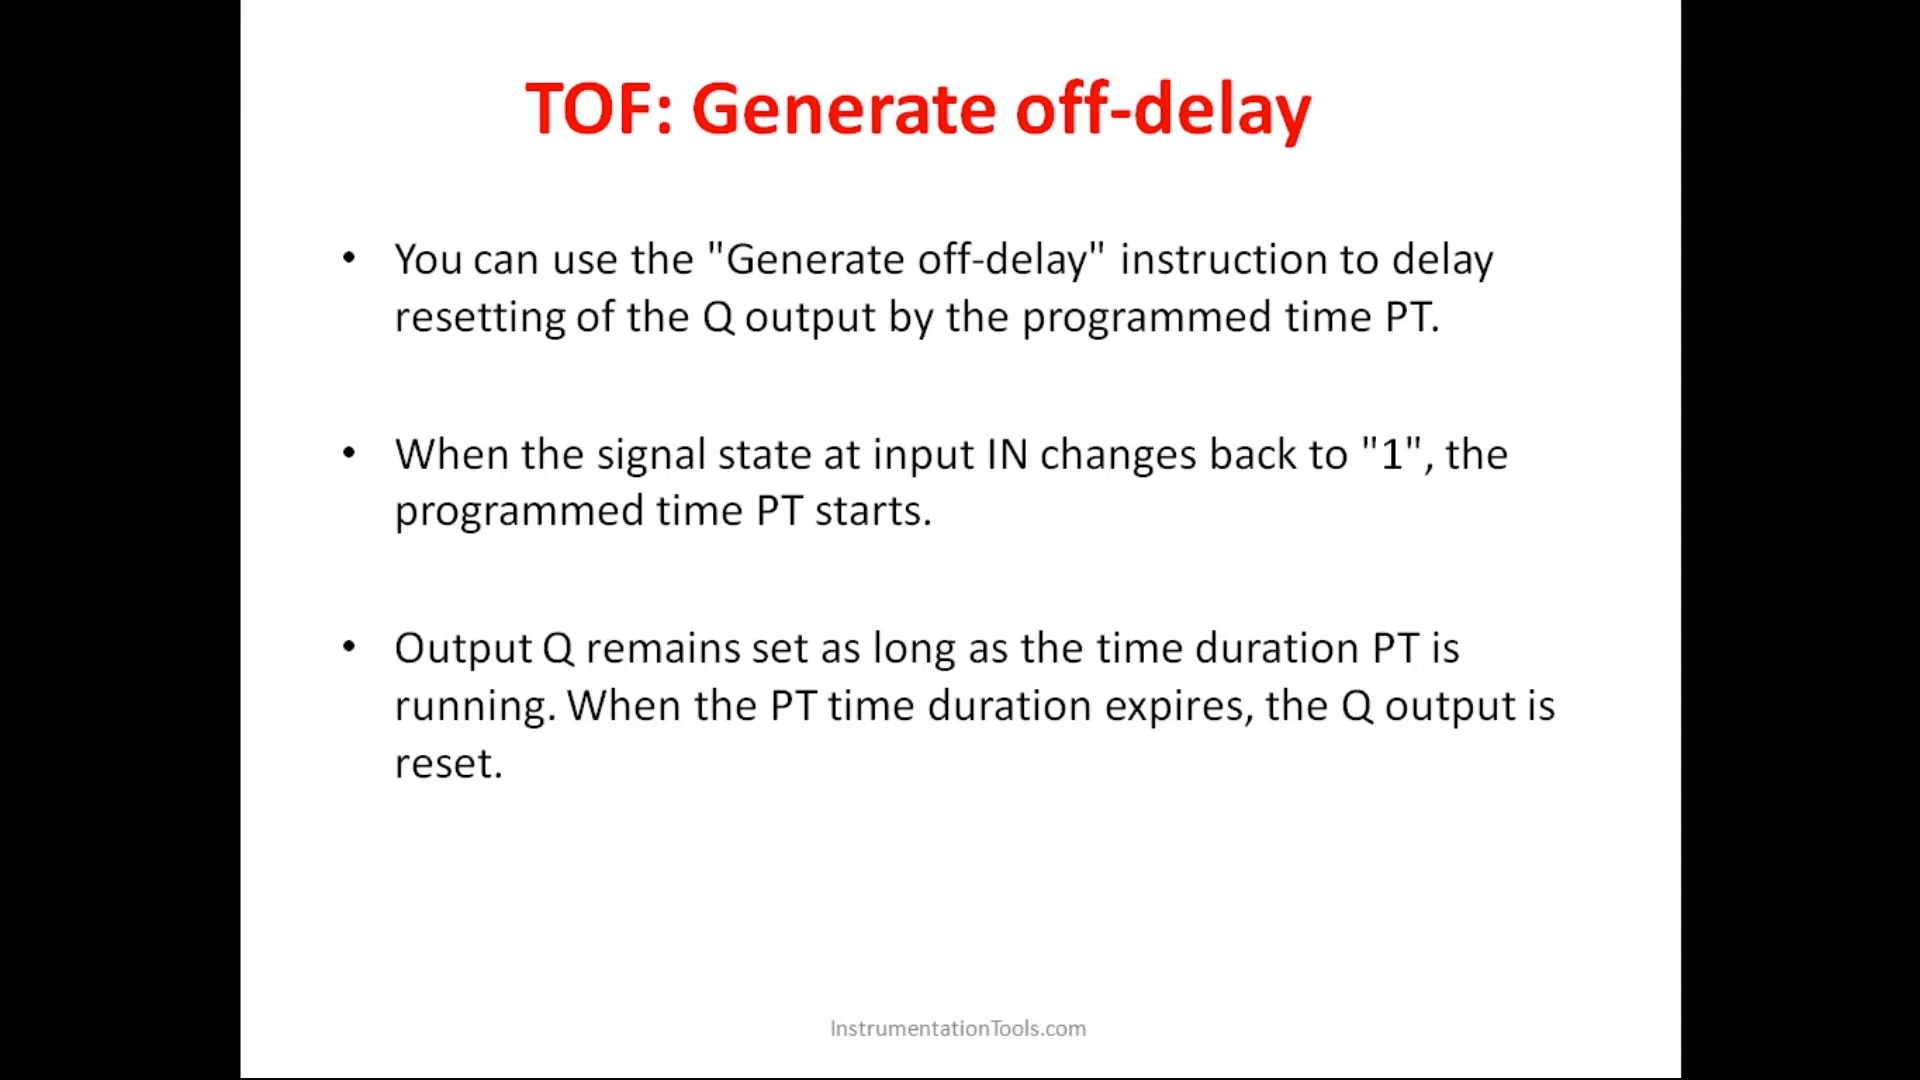 TOF: Generate off-delay
• You can use the "Generate off-delay" instruction to delay
resetting of the Q output by the programmed time PT.
• When the signal state at input IN changes back to "1", the
programmed time PT starts.
• Output Q remains set as long as the time duration PT is
running. When the PT time duration expires, the Q output is
reset.
InstrumentationTools.com